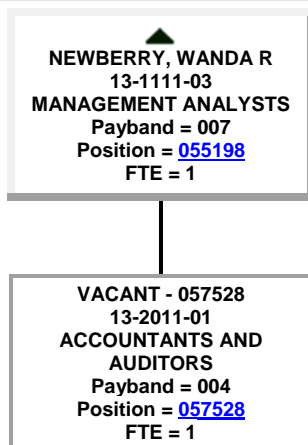 NEWBERRY, WANDA R
13-1111-03
MANAGEMENT ANALYSTS
Payband = 007
Position = 055198
FTE = 1
VACANT - 057528
13-2011-01
ACCOUNTANTS AND
AUDITORS
Payband = 004
Position = 057528
FTE = 1